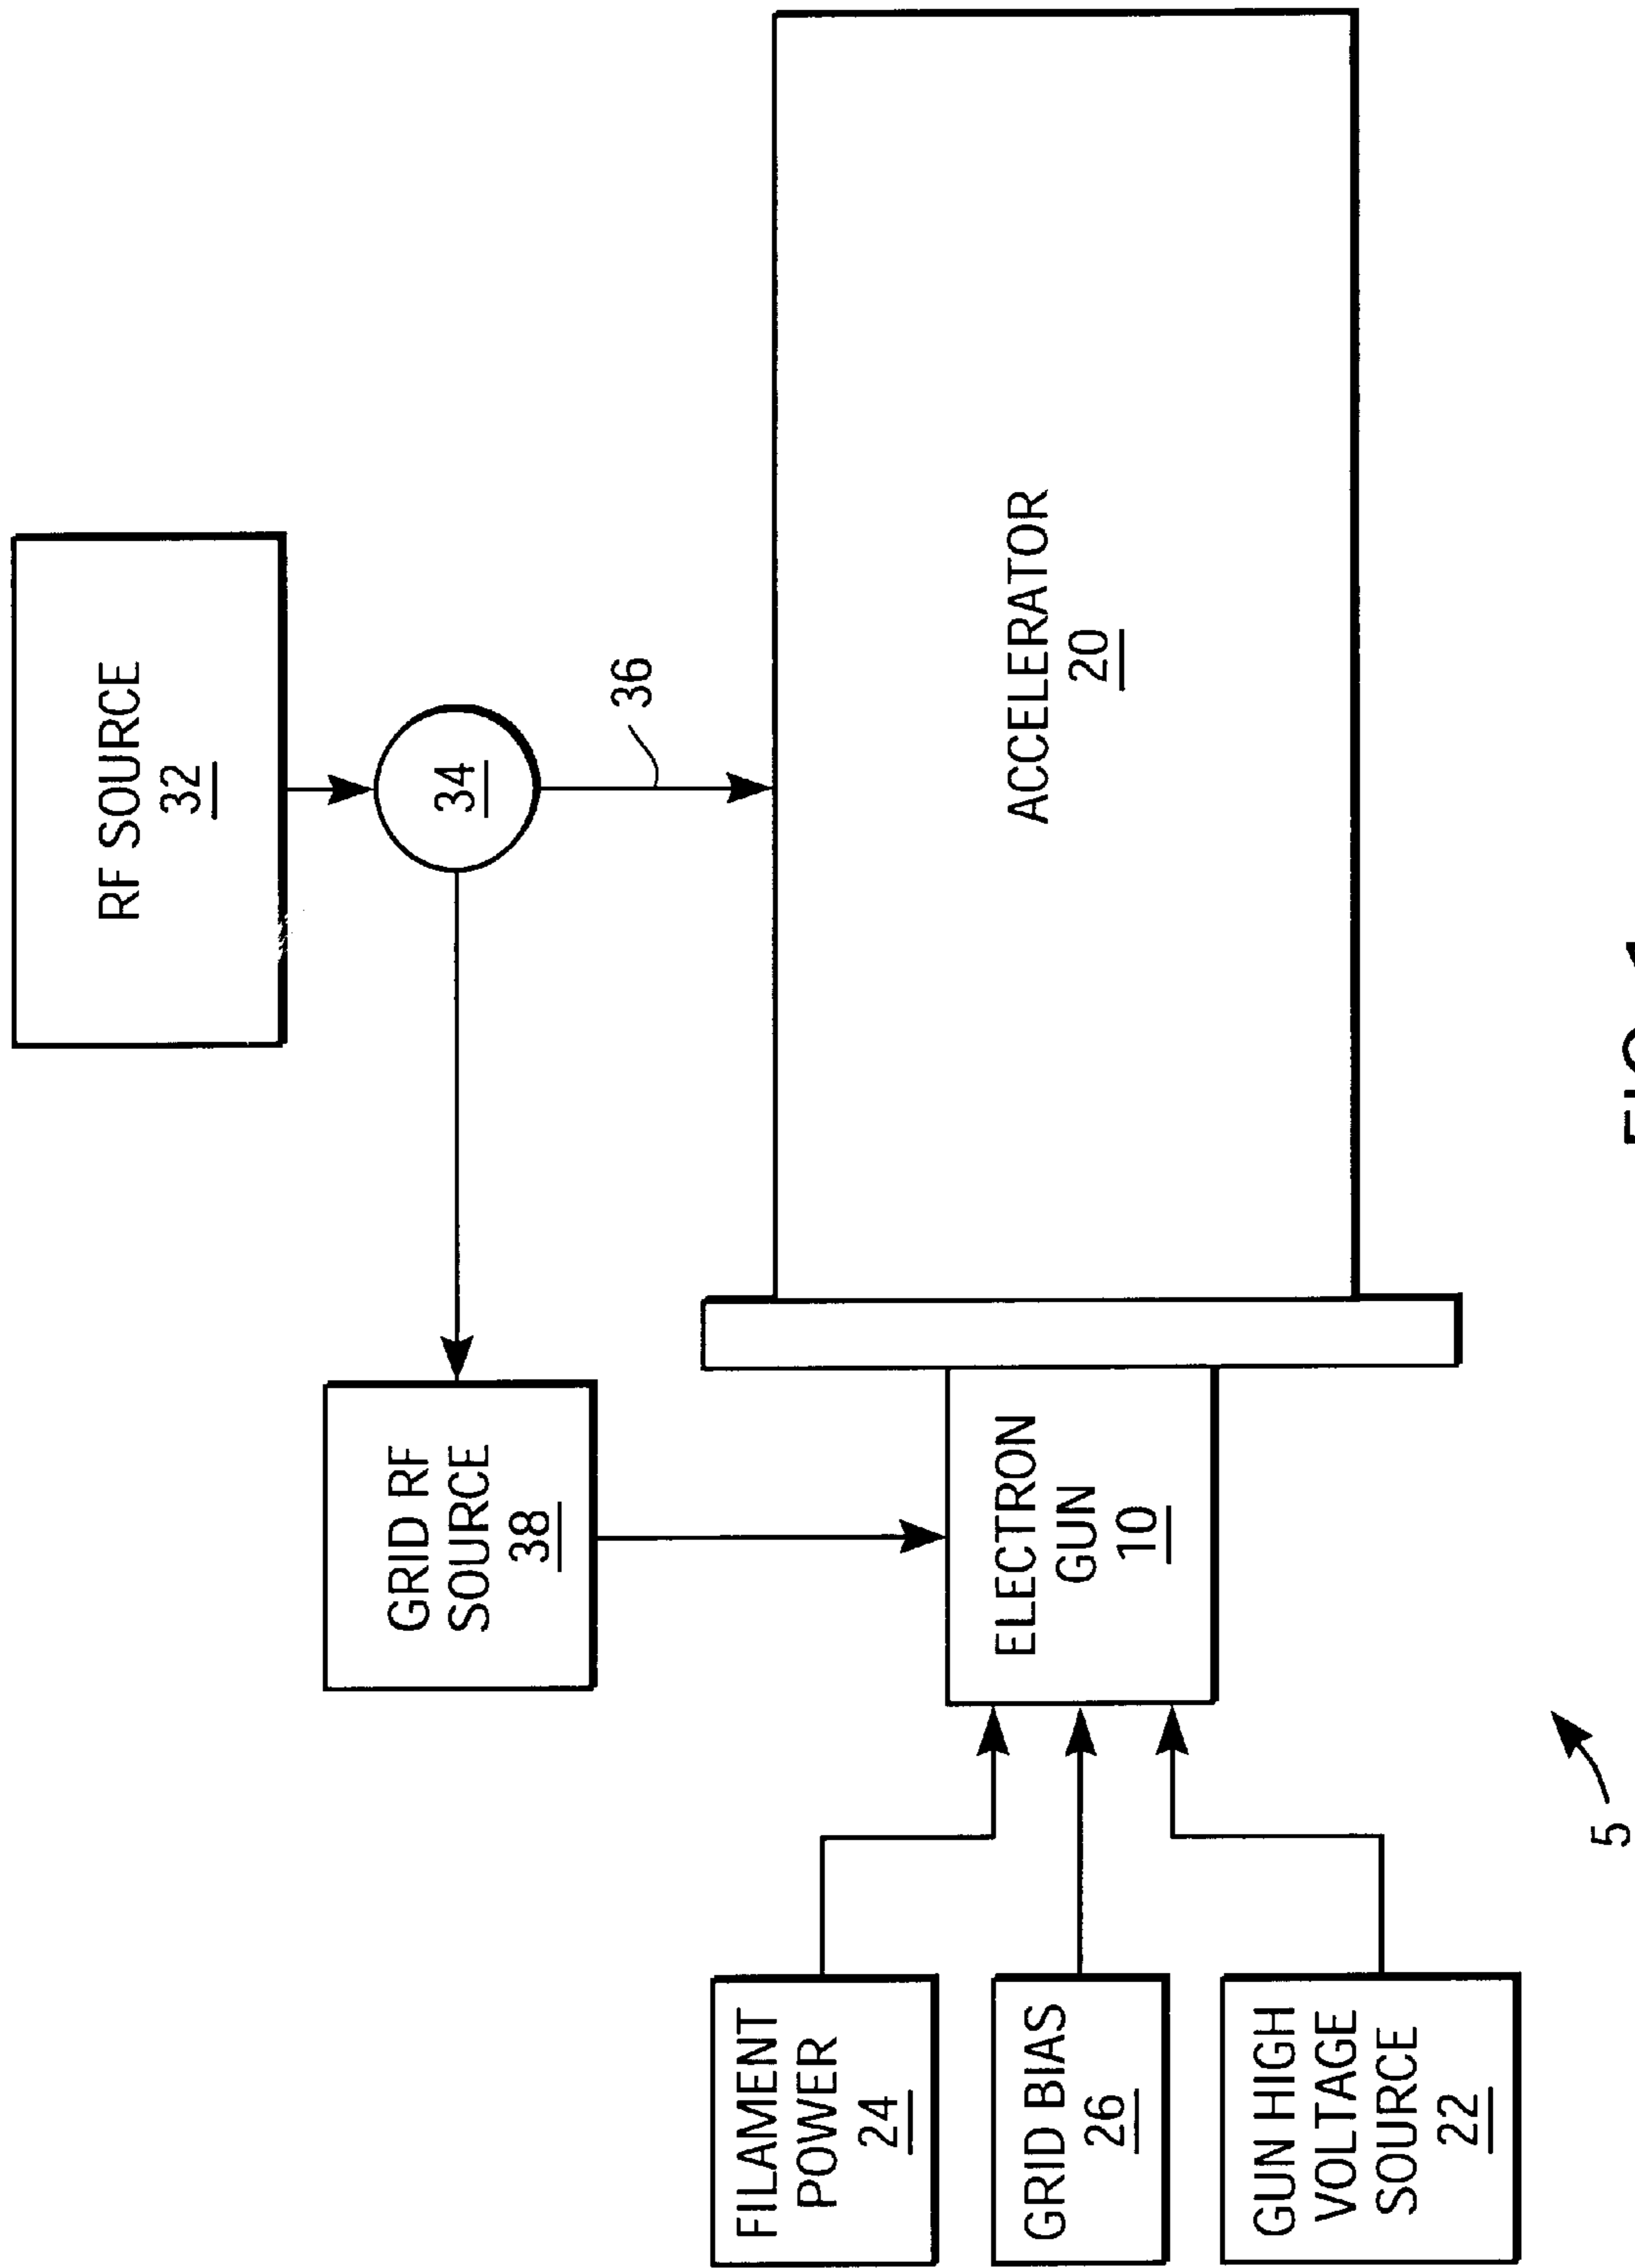 RF SOURCE
32
34
36
GRID RF
SOURCE
38
ACCELERATOR
20
ELECTRON
GUN
10
FILAMENT
POWER
24
GRID BIAS
26
GUN HIGH
VOLTAGE
SOURCE
22
5